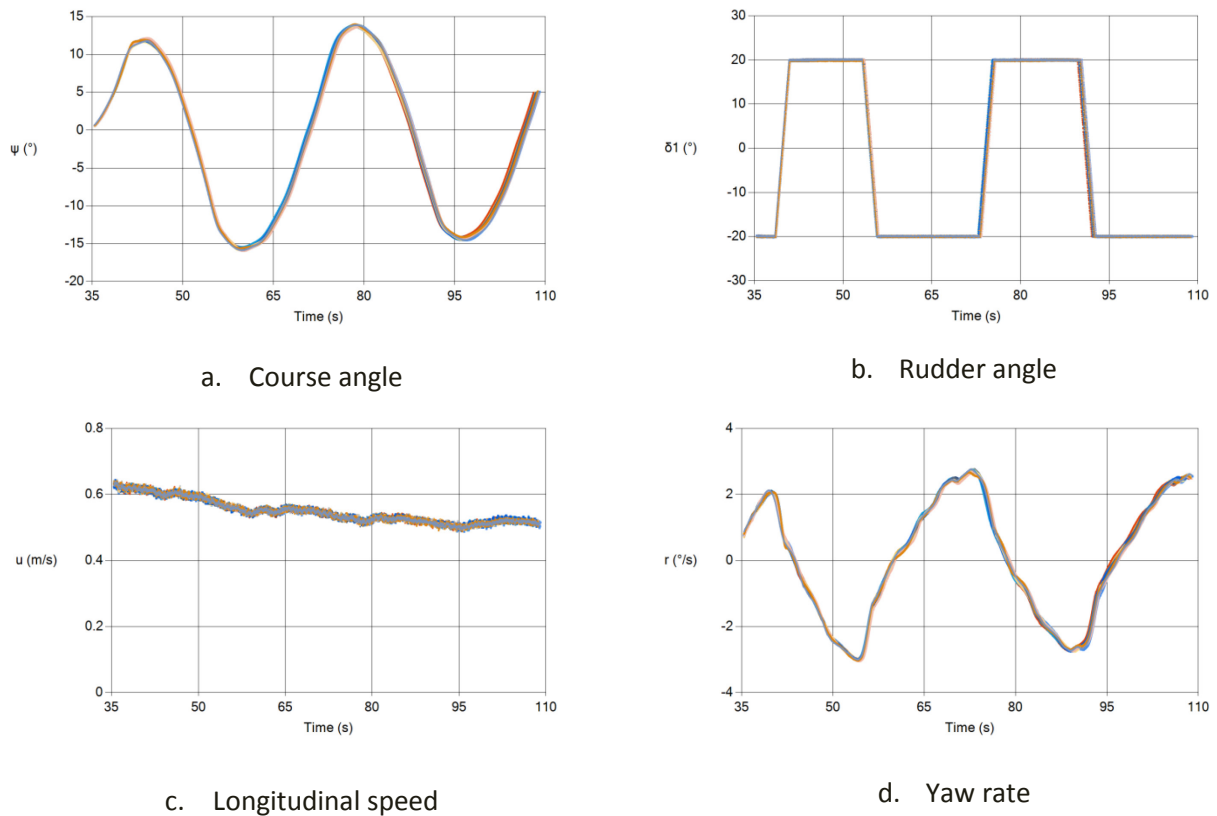 15
10
5
0
-5
-10
-15
-20
ψ (°)
35 50 65 80 95 110
Time (s)
a. Course angle
30
20
10
0
-10
-20
-30
δ1 (°)
35 50 65 80 95 110
Time (s)
b. Rudder angle
0.8
0.6
0.4
0.2
0
u (m/s)
35 50 65 80 95 110
Time (s)
c. Longitudinal speed
4
2
0
-2
-4
r (°/s)
35 50 65 80 95 110
Time (s)
d. Yaw rate